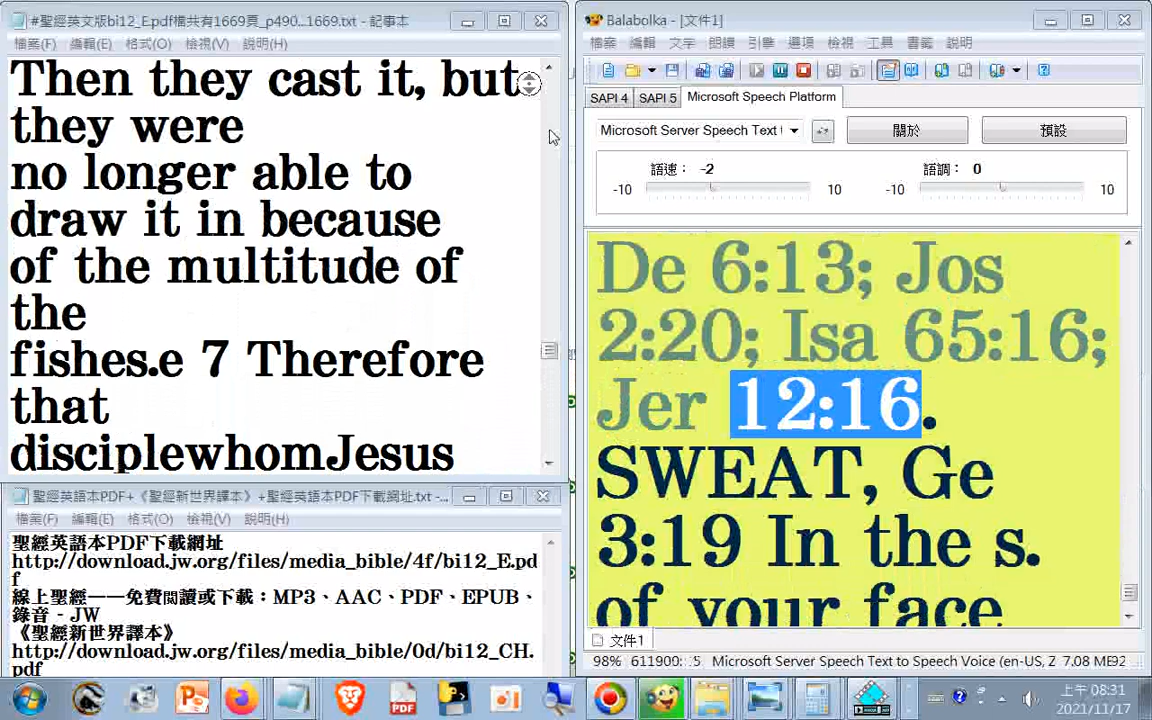 #聖經英文版bi12_E.pdf檔共有1669頁_p490...1669.txt - 記事本
檔案(F) 編輯(E) 格式(O) 檢視(V) 說明(H)
Then they cast it, but
they were
no longer able to
draw it in because
of the multitude of
the
fishes.e 7 Therefore
that
disciplewhomJesus
聖經英語本PDF+《聖經新世界譯本》+聖經英語本PDF下載網址.txt -...
檔案(F) 編輯(E) 格式(O) 檢視(V) 說明(H)
聖經英語本PDF下載網址
http://download.jw.org/files/media_bible/4f/bi12_E.pd
f
線上聖經——免費閱讀或下載：MP3、AAC、PDF、EPUB、
錄音 - JW
《聖經新世界譯本》
http://download.jw.org/files/media_bible/0d/bi12_CH.
pdf
Balabolka - [文件1]
檔案 編輯 文字 朗讀 引擎 選項 檢視 工具 書籤 說明
SAPI 4 SAPI 5 Microsoft Speech Platform
Microsoft Server Speech Text 關於 預設
語速： -2 語調： 0
-10 10 -10 10
De 6:13; Jos
2:20; Isa 65:16;
Jer 12:16.
SWEAT, Ge
3:19 In the s.
of your face
文件1
98% 611900: .5 Microsoft Server Speech Text to Speech Voice (en-US, Z 7.08 ME92
PDF
上午 08:31
2021/11/17